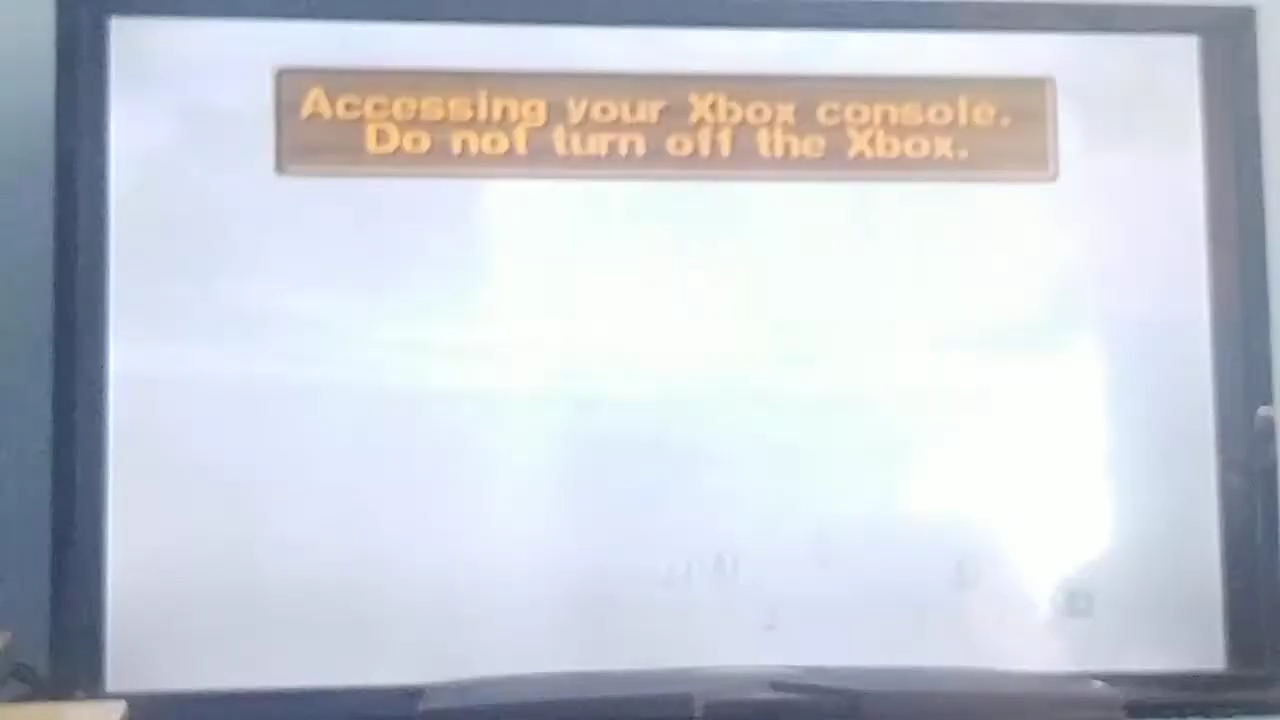 Accessing your Xbox console.
Do not turn off the Xbox.